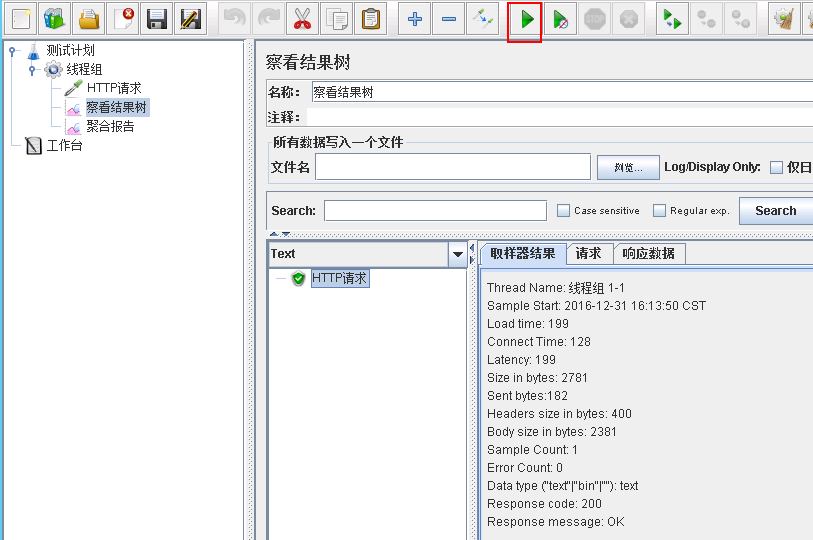 STOP
测试计划
线程组
HTTP请求
察看结果树
聚合报告
工作台
察看结果树
名称： 察看结果树
注释：
所有数据写入一个文件
文件名 浏览... Log/Display Only: 仅日
Search: Case sensitive Regular exp. Search
Text
HTTP请求
取样器结果 请求 响应数据
Thread Name: 线程组 1-1
Sample Start: 2016-12-31 16:13:50 CST
Load time: 199
Connect Time: 128
Latency: 199
Size in bytes: 2781
Sent bytes:182
Headers size in bytes: 400
Body size in bytes: 2381
Sample Count: 1
Error Count: 0
Data type ("text"|"bin"|""): text
Response code: 200
Response message: OK